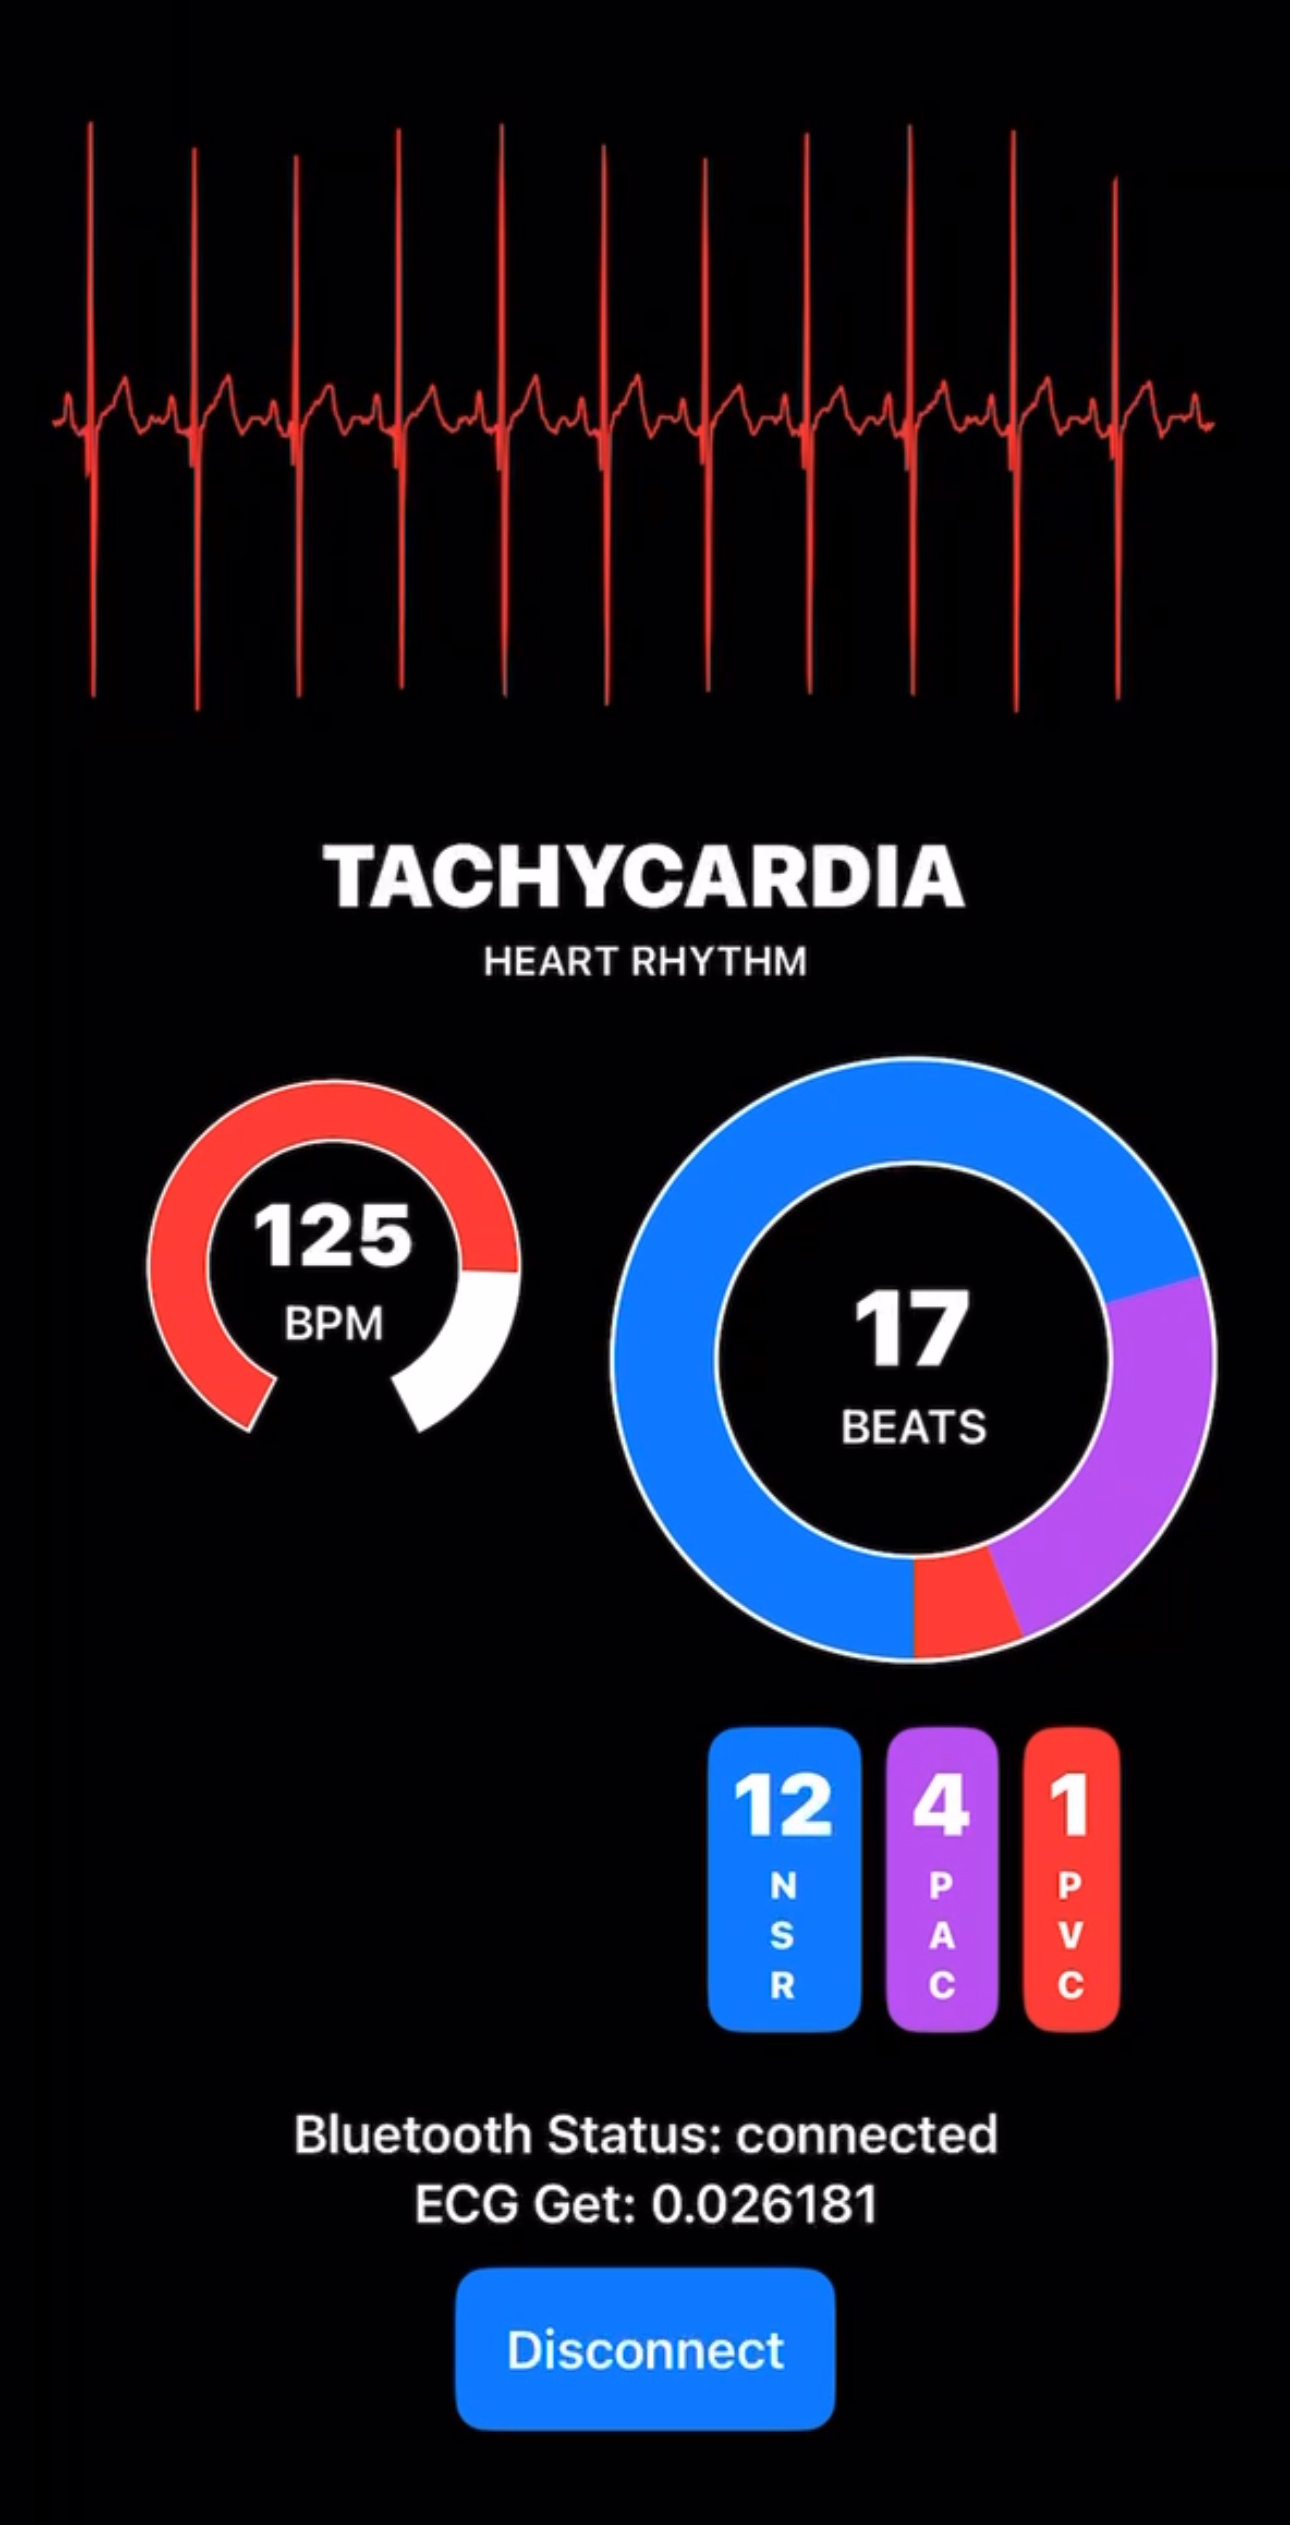 TACHYCARDIA
HEART RHYTHM
125
BPM
17
BEATS
12
N
S
R
4
P
A
C
1
P
V
C
Bluetooth Status: connected
ECG Get: 0.026181
Disconnect